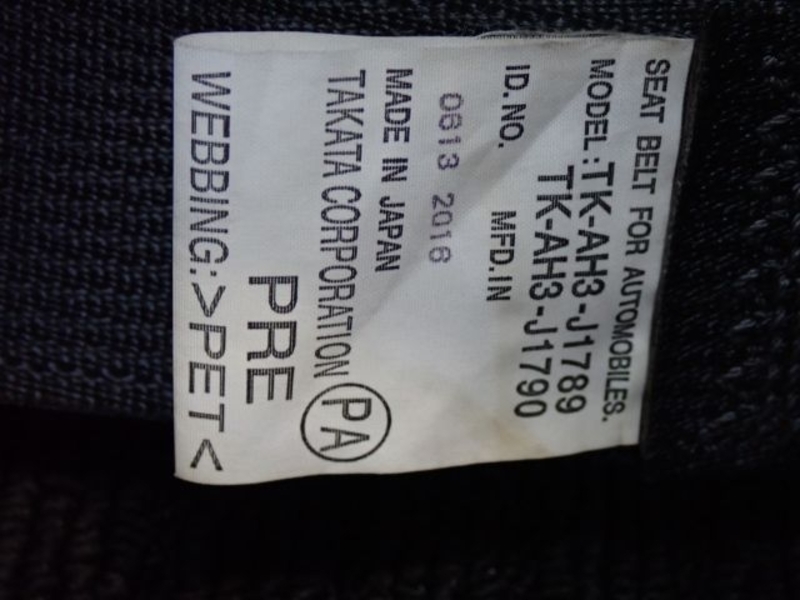 SEAT BELT FOR AUTOMOBILES.
MODEL:TK-AH3-J1789
TK-AH3-J1790
ID.NO. MFD.IN
0613 2016
MADE IN JAPAN
TAKATA CORPORATION PA
PRE
WEBBING:>PET<